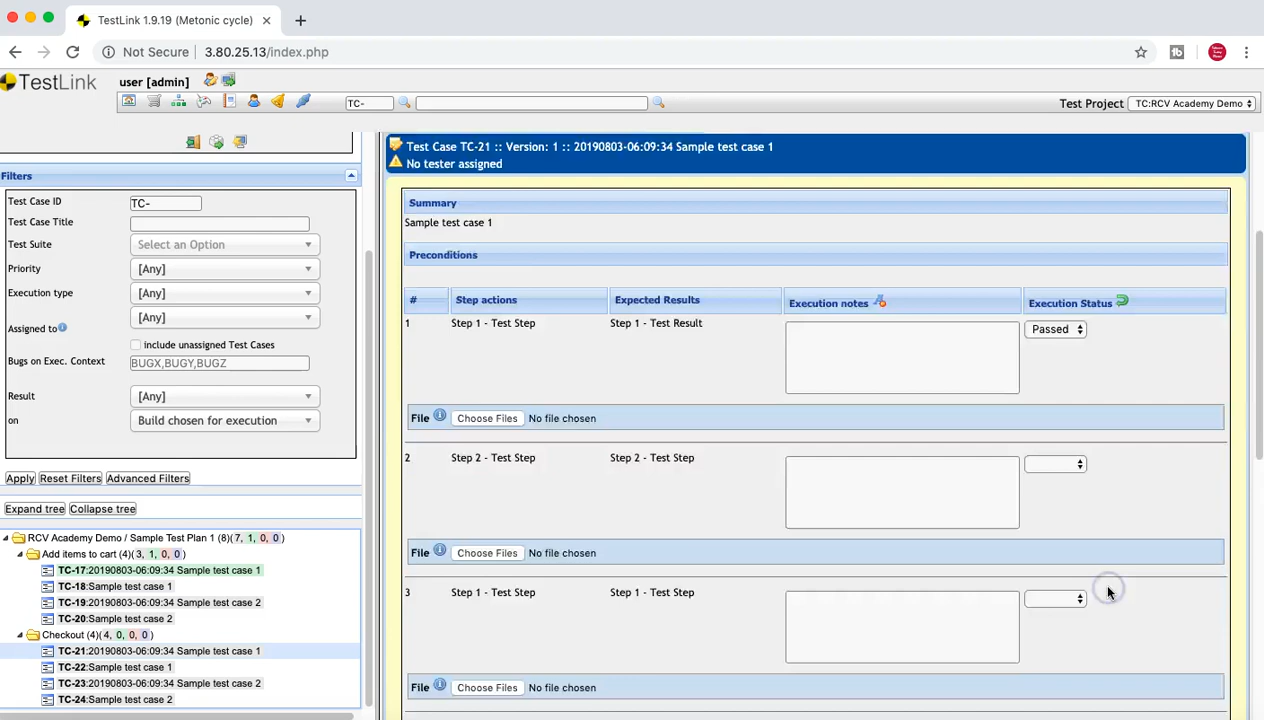 TestLink 1.9.19 (Metonic cycle)
Not Secure 3.80.25.13/index.php
TestLink user [admin]
TC-
Test Project TC:RCV Academy Demo
Filters
Test Case ID TC-
Test Case Title
Test Suite Select an Option
Priority [Any]
Execution type [Any]
Assigned to [Any]
include unassigned Test Cases
Bugs on Exec. Context BUGX,BUGY,BUGZ
Result [Any]
on Build chosen for execution
Apply Reset Filters Advanced Filters
Expand tree Collapse tree
RCV Academy Demo / Sample Test Plan 1 (8)(7, 1, 0, 0)
Add items to cart (4)(3, 1, 0, 0)
TC-17:20190803-06:09:34 Sample test case 1
TC-18:Sample test case 1
TC-19:20190803-06:09:34 Sample test case 2
TC-20:Sample test case 2
Checkout (4)(4, 0, 0, 0)
TC-21:20190803-06:09:34 Sample test case 1
TC-22:Sample test case 1
TC-23:20190803-06:09:34 Sample test case 2
TC-24:Sample test case 2
Test Case TC-21 :: Version: 1 :: 20190803-06:09:34 Sample test case 1
No tester assigned
Summary
Sample test case 1
Preconditions
# Step actions Expected Results Execution notes Execution Status
1 Step 1 - Test Step Step 1 - Test Result Passed
File Choose Files No file chosen
2 Step 2 - Test Step Step 2 - Test Step
File Choose Files No file chosen
3 Step 1 - Test Step Step 1 - Test Step
File Choose Files No file chosen